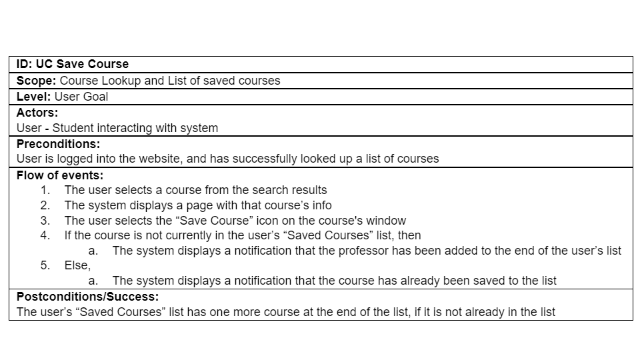 ID: UC Save Course
Scope: Course Lookup and List of saved courses
Level: User Goal
Actors:
User - Student interacting with system
Preconditions:
User is logged into the website, and has successfully looked up a list of courses
Flow of events:
1. The user selects a course from the search results
2. The system displays a page with that course's info
3. The user selects the “Save Course” icon on the course's window
4. If the course is not currently in the user's “Saved Courses” list, then
a. The system displays a notification that the professor has been added to the end of the user's list
5. Else,
a. The system displays a notification that the course has already been saved to the list
Postconditions/Success:
The user's “Saved Courses” list has one more course at the end of the list, if it is not already in the list